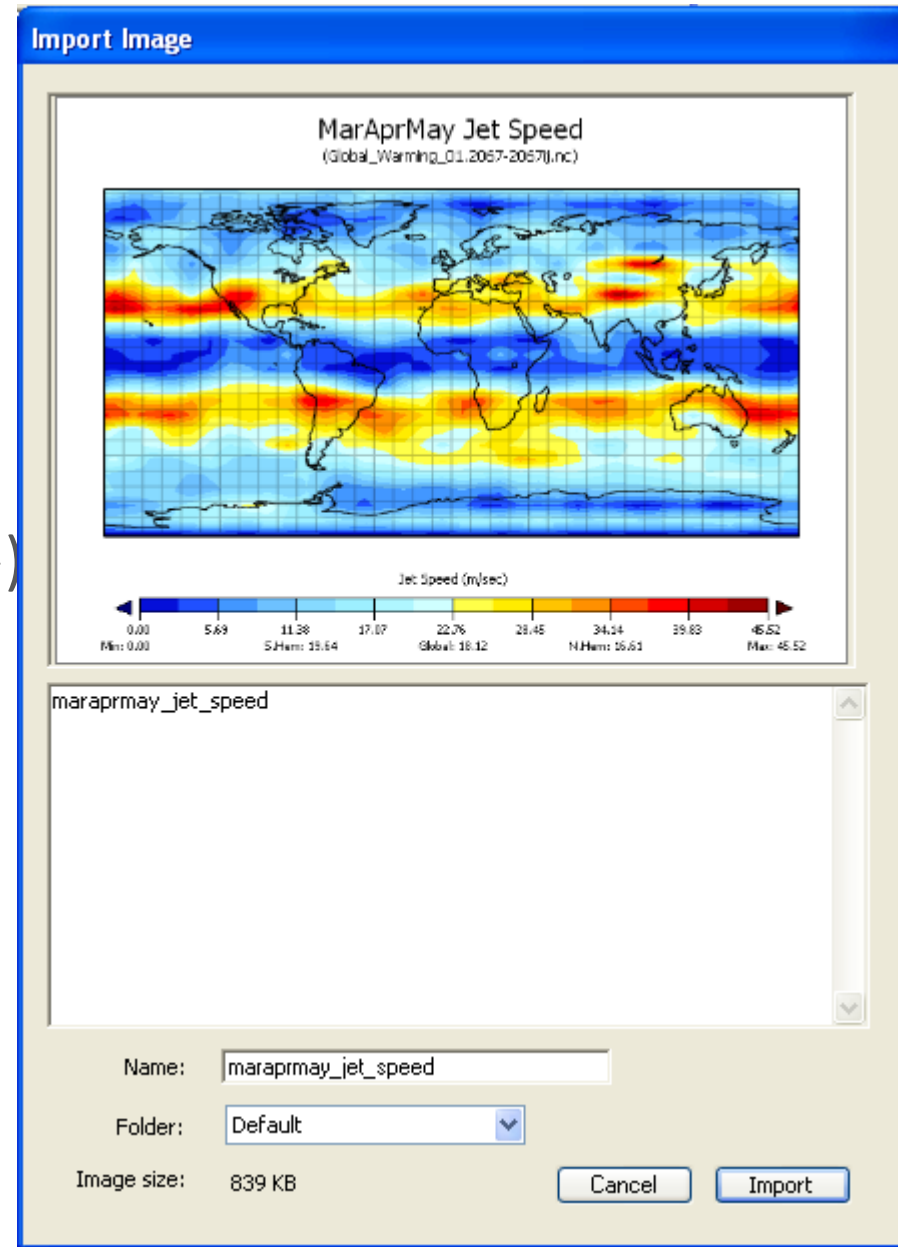 Import Image
MarAprMay Jet Speed
(Global_Warming_01.2067-2067ij.nc)
Jet Speed (m/sec)
0.00 5.69 11.38 17.07 22.76 28.45 34.14 39.83 45.52
Min: 0.00 S.Hem: 19.64 Global: 18.12 N.Hem: 16.61 Max: 45.52
)
maraprmay_jet_speed
Name: maraprmay_jet_speed
Folder: Default
Image size: 839 KB Cancel Import